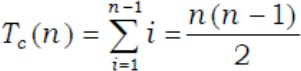 $T_c(n) = \sum_{i=1}^{n-1} i = \frac{n(n-1)}{2}$